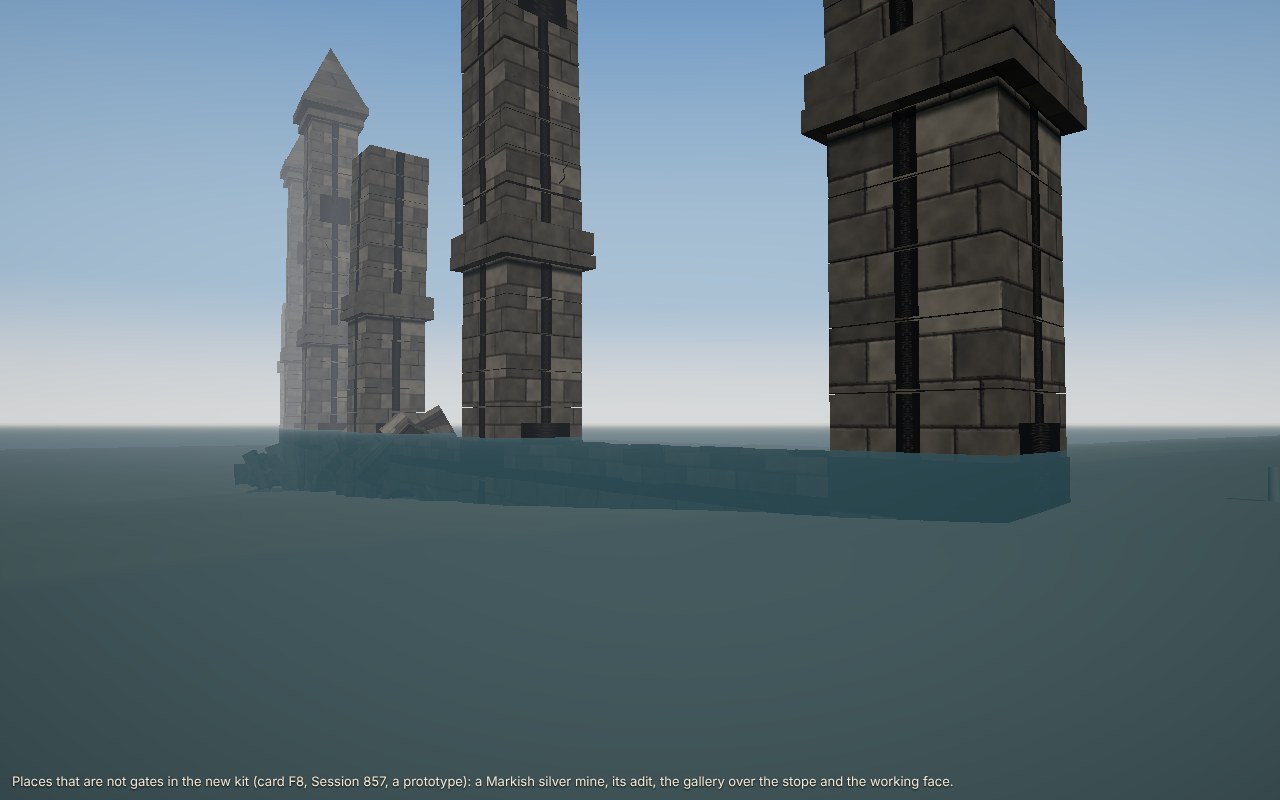 Places that are not gates in the new kit (card F8, Session 857, a prototype): a Markish silver mine, its adit, the gallery over the stope and the working face.